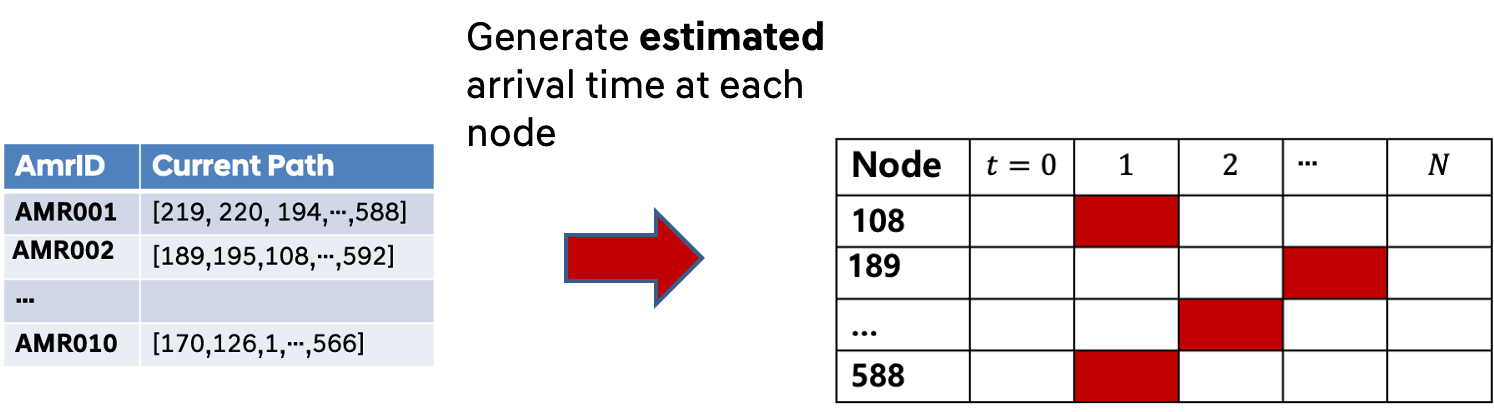 Generate estimated
arrival time at each
node
AmrID Current Path
AMR001 [219, 220, 194,···,588]
AMR002 [189,195,108,···,592]
···
AMR010 [170,126,1,···,566]
Node t = 0 1 2 ··· N
108
189
...
588